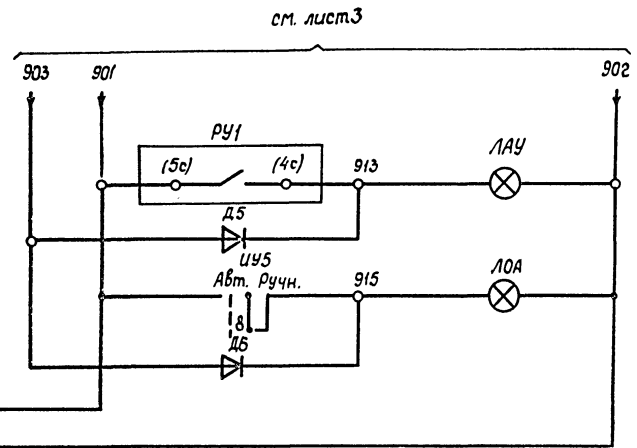 см. лист3
903 901 902
РУ1
(5с) (4с) 913 ЛАУ
Д5
ИУ5
Авт. Ручн. 915 ЛОА
8
Д6